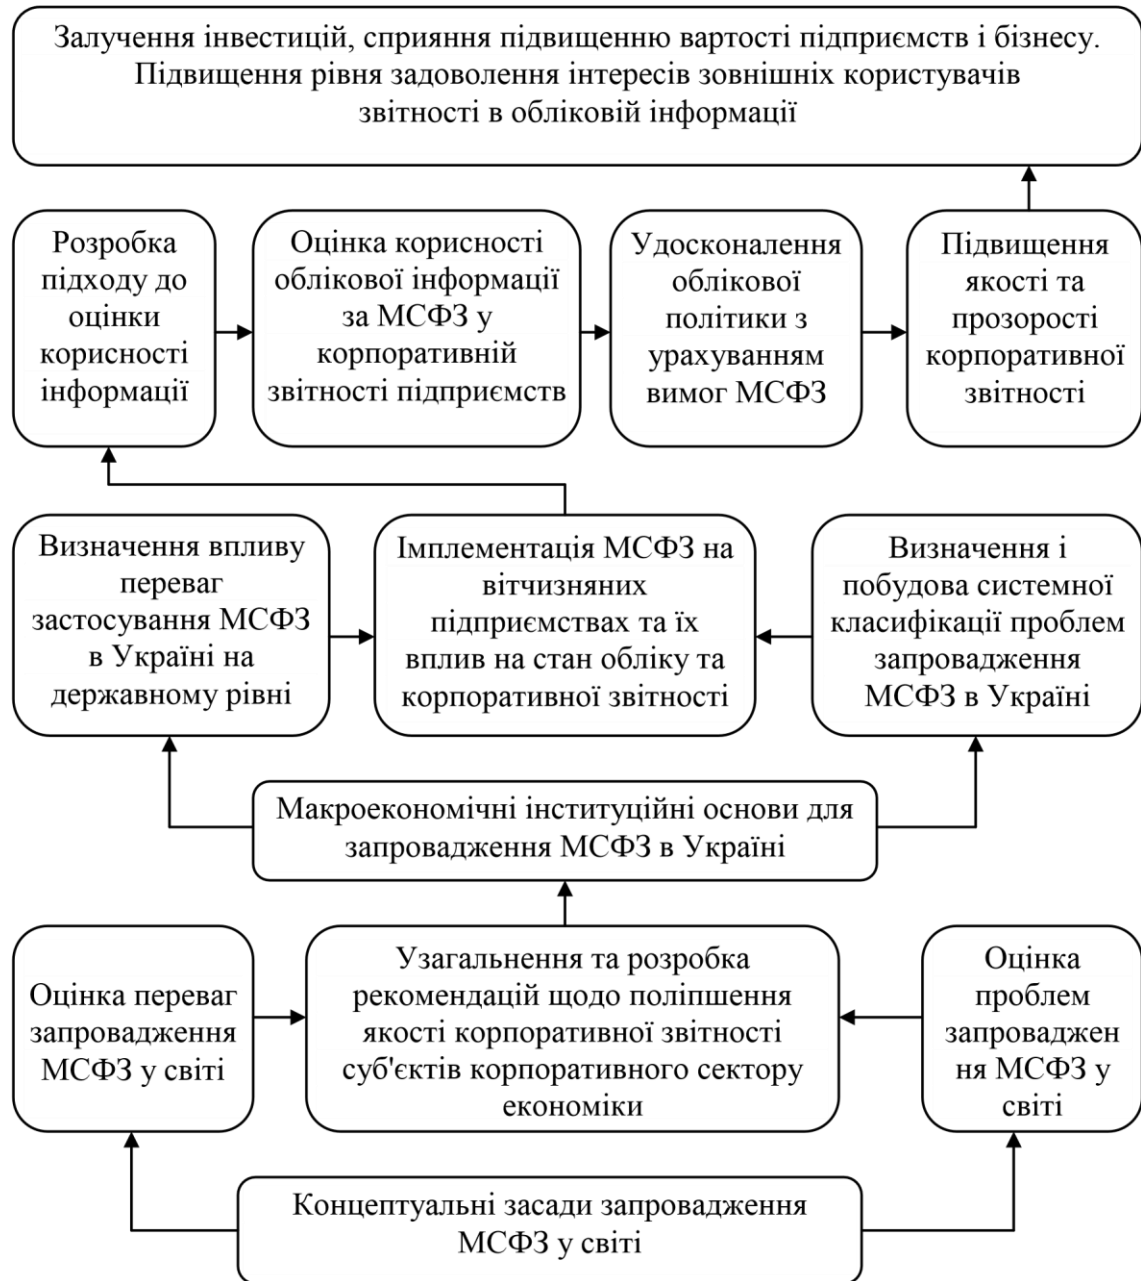 Залучення інвестицій, сприяння підвищенню вартості підприємств і бізнесу.
Підвищення рівня задоволення інтересів зовнішніх користувачів
звітності в обліковій інформації
Розробка
підходу до
оцінки
корисності
інформації
Оцінка корисності
облікової інформації
за МСФЗ у
корпоративній
звітності підприємств
Удосконалення
облікової
політики з
урахуванням
вимог МСФЗ
Підвищення
якості та
прозорості
корпоративної
звітності
Визначення впливу
переваг
застосування МСФЗ
в Україні на
державному рівні
Імплементація МСФЗ на
вітчизняних
підприємствах та їх
вплив на стан обліку та
корпоративної звітності
Визначення і
побудова системної
класифікації проблем
запровадження
МСФЗ в Україні
Макроекономічні інституційні основи для
запровадження МСФЗ в Україні
Оцінка переваг
запровадження
МСФЗ у світі
Узагальнення та розробка
рекомендацій щодо поліпшення
якості корпоративної звітності
суб'єктів корпоративного сектору
економіки
Оцінка
проблем
запроваджен
ня МСФЗ у
світі
Концептуальні засади запровадження
МСФЗ у світі